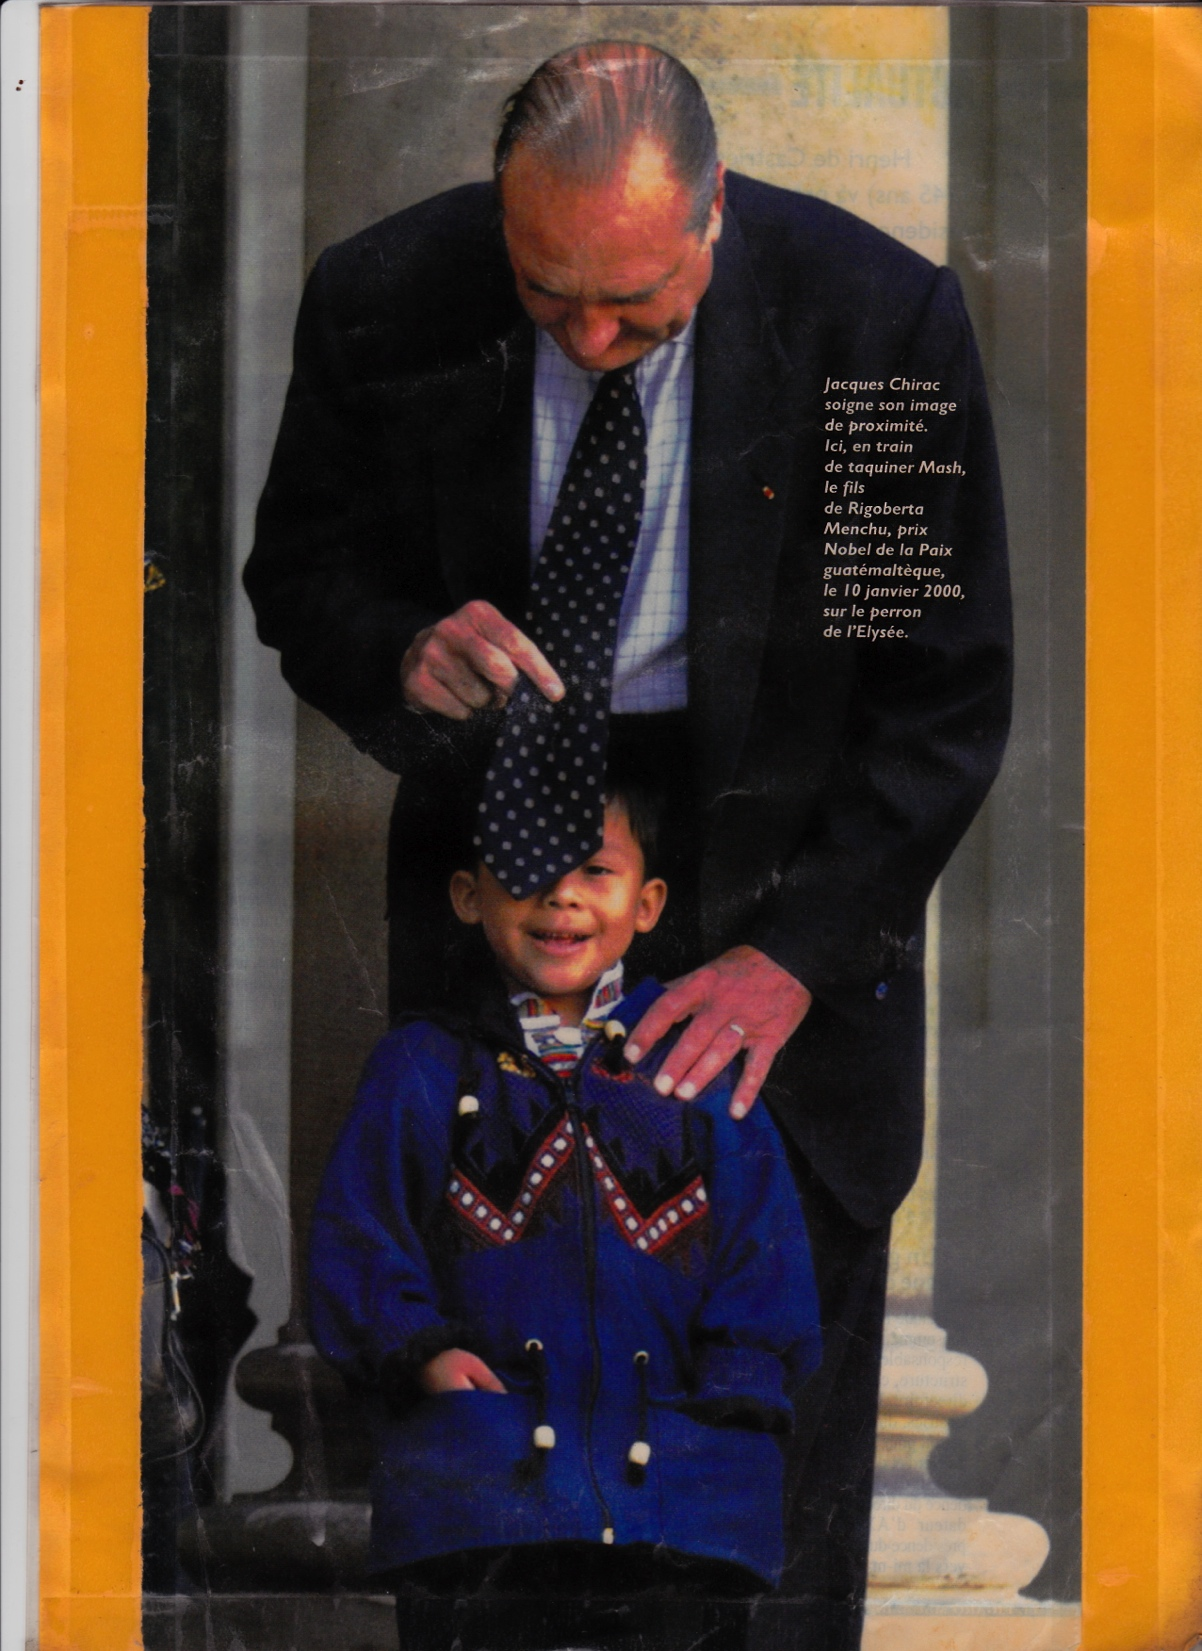 Jacques Chirac
soigne son image
de proximité.
Ici, en train
de taquiner Mash,
le fils
de Rigoberta
Menchu, prix
Nobel de la Paix
guatémaltèque,
le 10 janvier 2000,
sur le perron
de l'Elysée.